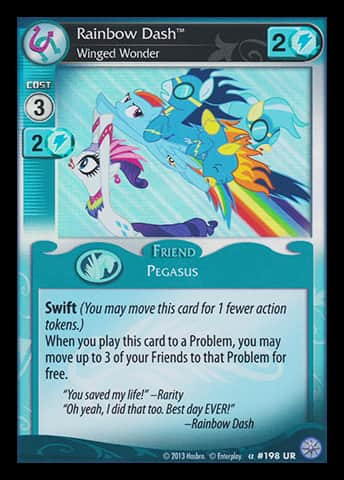 Rainbow Dash™
Winged Wonder
2
COST
3
2
FRIEND
PEGASUS
Swift (You may move this card for 1 fewer action
tokens.)
When you play this card to a Problem, you may
move up to 3 of your Friends to that Problem for
free.
“You saved my life!” –Rarity
“Oh yeah, I did that too. Best day EVER!”
–Rainbow Dash
© 2013 Hasbro. © Enterplay. α #198 UR